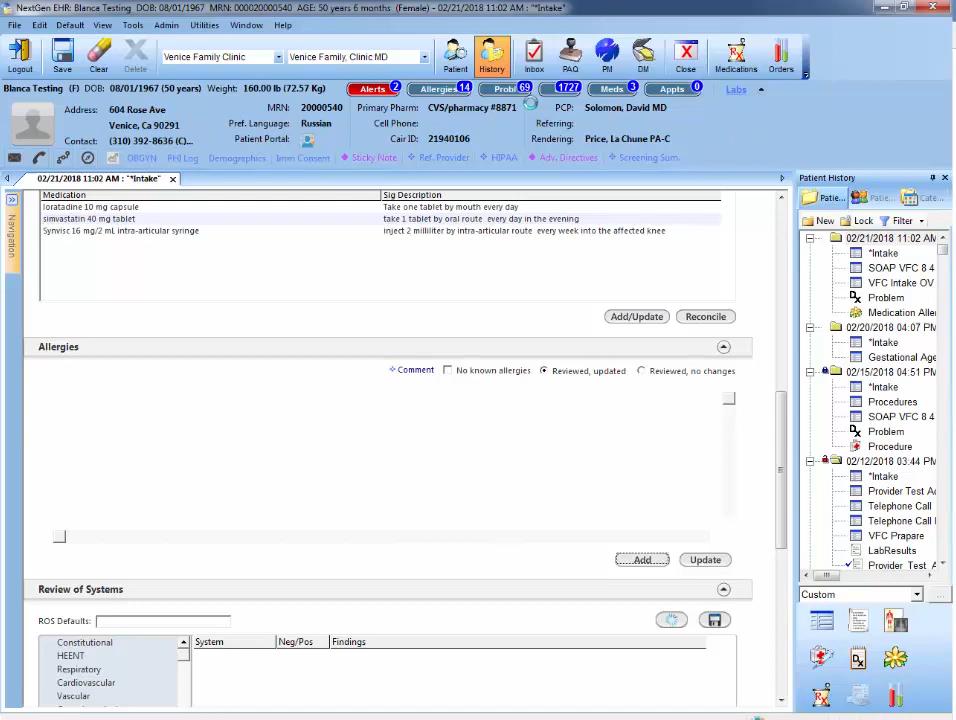 NextGen EHR: Blanca Testing DOB: 08/01/1967 MRN: 000020000540 AGE: 50 years 6 months (Female) - 02/21/2018 11:02 AM : "*Intake"
File Edit Default View Tools Admin Utilities Window Help
Venice Family Clinic Venice Family, Clinic MD
Logout Save Clear Delete Patient History Inbox PAQ PM DM Close Medications Orders
Blanca Testing (F) DOB: 08/01/1967 (50 years) Weight: 160.00 lb (72.57 Kg) Alerts 2 Allergies 14 Probl 69 1727 Meds 3 Appts 0 Labs
Address: 604 Rose Ave MRN: 20000540 Primary Pharm: CVS/pharmacy #8871 PCP: Solomon, David MD
Venice, Ca 90291 Pref. Language: Russian Cell Phone: Referring:
Contact: (310) 392-8636 (C... Patient Portal: Cair ID: 21940106 Rendering: Price, La Chune PA-C
OBGYN PHI Log Demographics Imm Consent Sticky Note Ref. Provider HIPAA Adv. Directives Screening Sum.
02/21/2018 11:02 AM : "*Intake" x
Patient History
Navigation
Medication Sig Description
loratadine 10 mg capsule Take one tablet by mouth every day
simvastatin 40 mg tablet take 1 tablet by oral route every day in the evening
Synvisc 16 mg/2 mL intra-articular syringe inject 2 milliliter by intra-articular route every week into the affected knee
Add/Update Reconcile
Allergies
Comment No known allergies Reviewed, updated Reviewed, no changes
Add Update
Review of Systems
ROS Defaults:
Constitutional
HEENT
Respiratory
Cardiovascular
Vascular
System Neg/Pos Findings
Patie... Patie... Cate...
New Lock Filter
02/21/2018 11:02 AM
*Intake
SOAP VFC 8 4
VFC Intake OV
Problem
Medication Alle
02/20/2018 04:07 P
*Intake
Gestational Age
02/15/2018 04:51 P
*Intake
Procedures
SOAP VFC 8 4
Problem
Procedure
02/12/2018 03:44 P
*Intake
Provider Test A
Telephone Call
Telephone Call
VFC Prapare
LabResults
Provider Test A
Custom
...